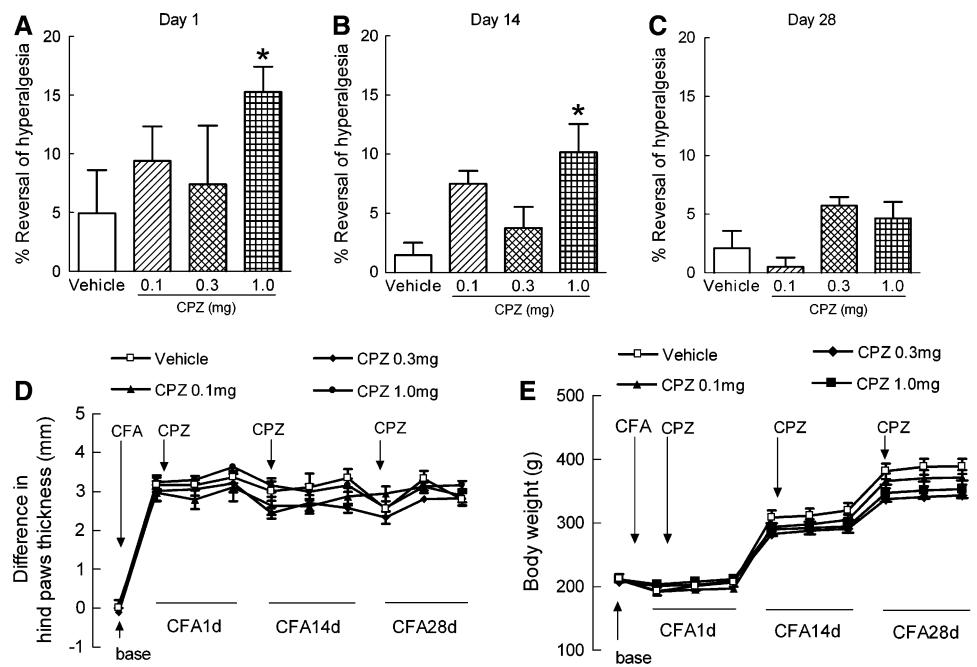 A
Day 1
% Reversal of hyperalgesia
20
15
10
5
0
*
Vehicle
0.1
0.3
1.0
CPZ (mg)
B
Day 14
% Reversal of hyperalgesia
20
15
10
5
0
*
Vehicle
0.1
0.3
1.0
CPZ (mg)
C
Day 28
% Reversal of hyperalgesia
20
15
10
5
0
Vehicle
0.1
0.3
1.0
CPZ (mg)
D
Vehicle
CPZ 0.3mg
CPZ 0.1mg
CPZ 1.0mg
Difference in
hind paws thickness (mm)
5
4
3
2
1
0
-1
CFA
CPZ
CPZ
CPZ
base
CFA1d
CFA14d
CFA28d
E
Vehicle
CPZ 0.3mg
CPZ 0.1mg
CPZ 1.0mg
Body weight (g)
500
400
300
200
100
CFA
CPZ
CPZ
CPZ
base
CFA1d
CFA14d
CFA28d